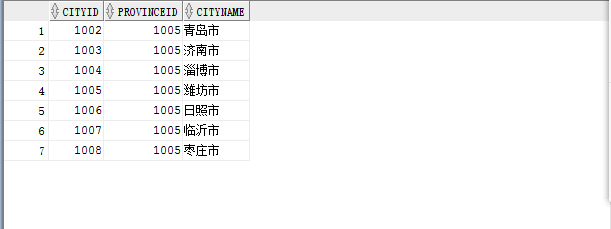 CITYID PROVINCEID CITYNAME
1 1002 1005 青岛市
2 1003 1005 济南市
3 1004 1005 淄博市
4 1005 1005 潍坊市
5 1006 1005 日照市
6 1007 1005 临沂市
7 1008 1005 枣庄市